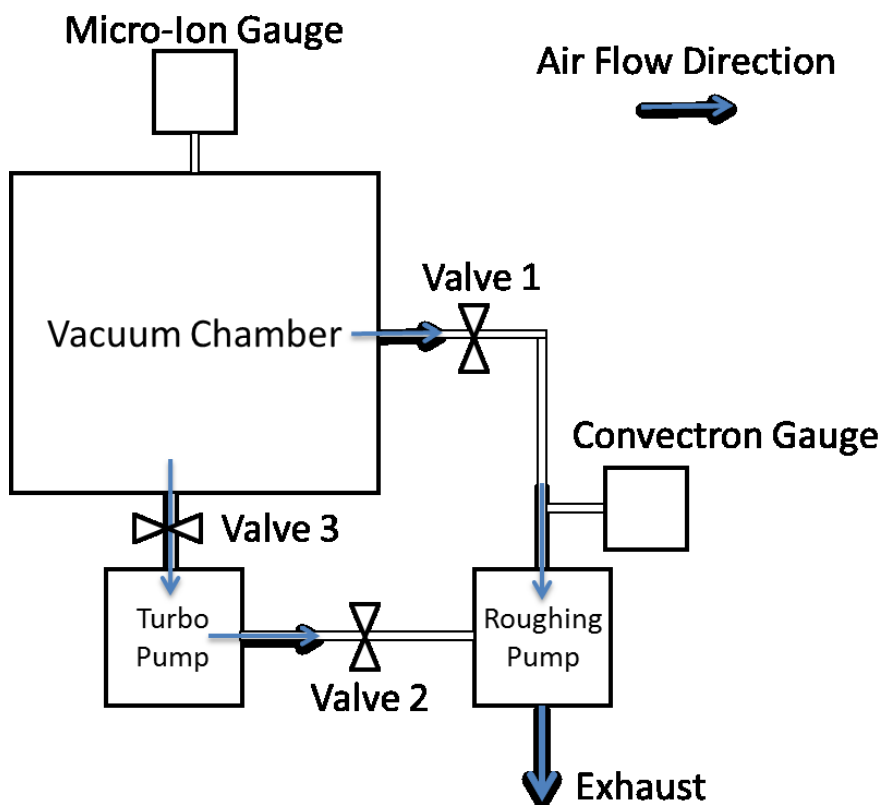 Micro-Ion Gauge
Air Flow Direction
Valve 1
Vacuum Chamber
Convectron Gauge
Valve 3
Turbo
Pump
Roughing
Pump
Valve 2
Exhaust